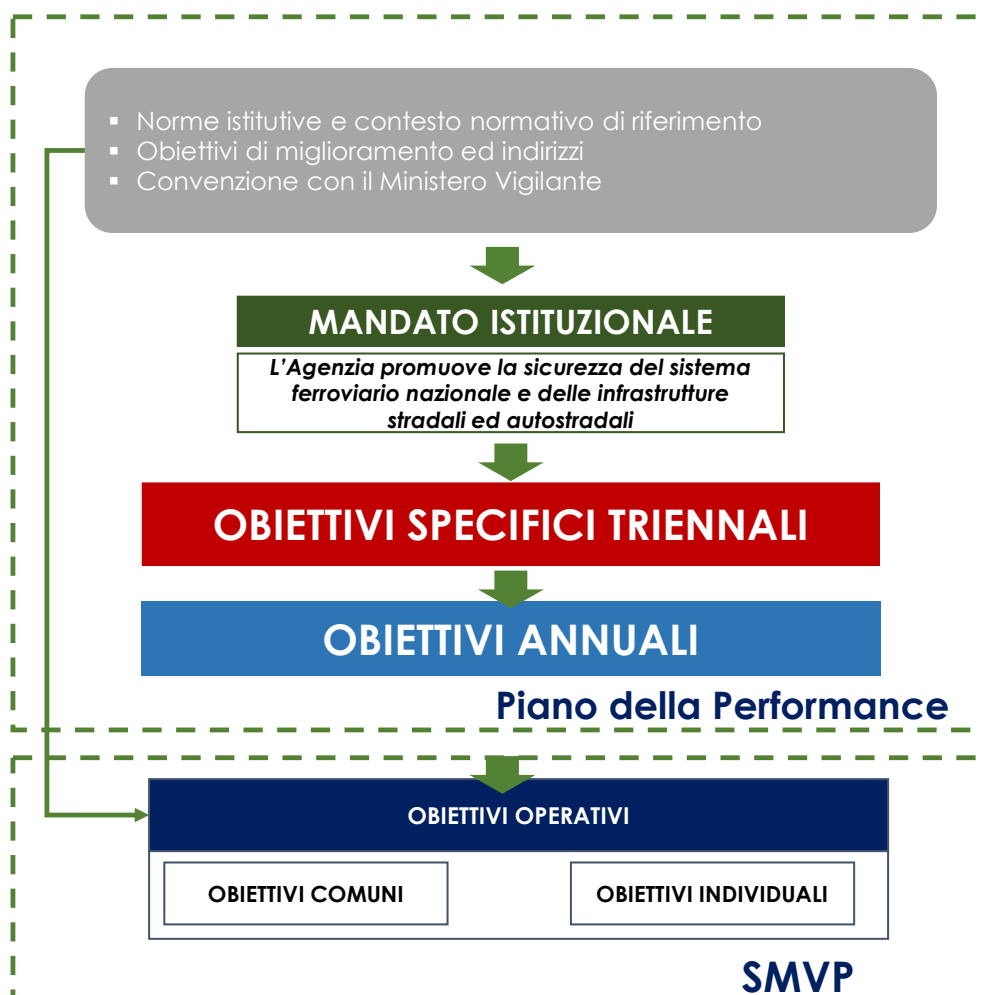 ▪ Norme istitutive e contesto normativo di riferimento
▪ Obiettivi di miglioramento ed indirizzi
▪ Convenzione con il Ministero Vigilante
MANDATO ISTITUZIONALE
L'Agenzia promuove la sicurezza del sistema
ferroviario nazionale e delle infrastrutture
stradali ed autostradali
OBIETTIVI SPECIFICI TRIENNALI
OBIETTIVI ANNUALI
Piano della Performance
OBIETTIVI OPERATIVI
OBIETTIVI COMUNI
OBIETTIVI INDIVIDUALI
SMVP